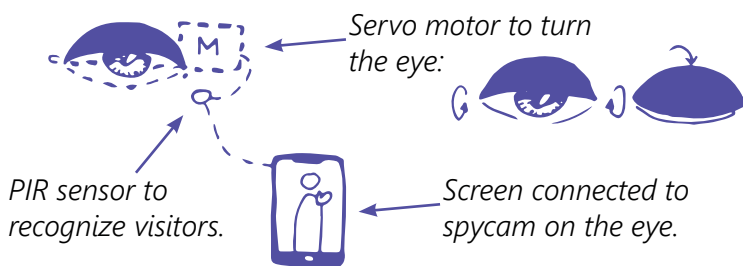 Servo motor to turn
the eye:
M
PIR sensor to
recognize visitors.
Screen connected to
spycam on the eye.